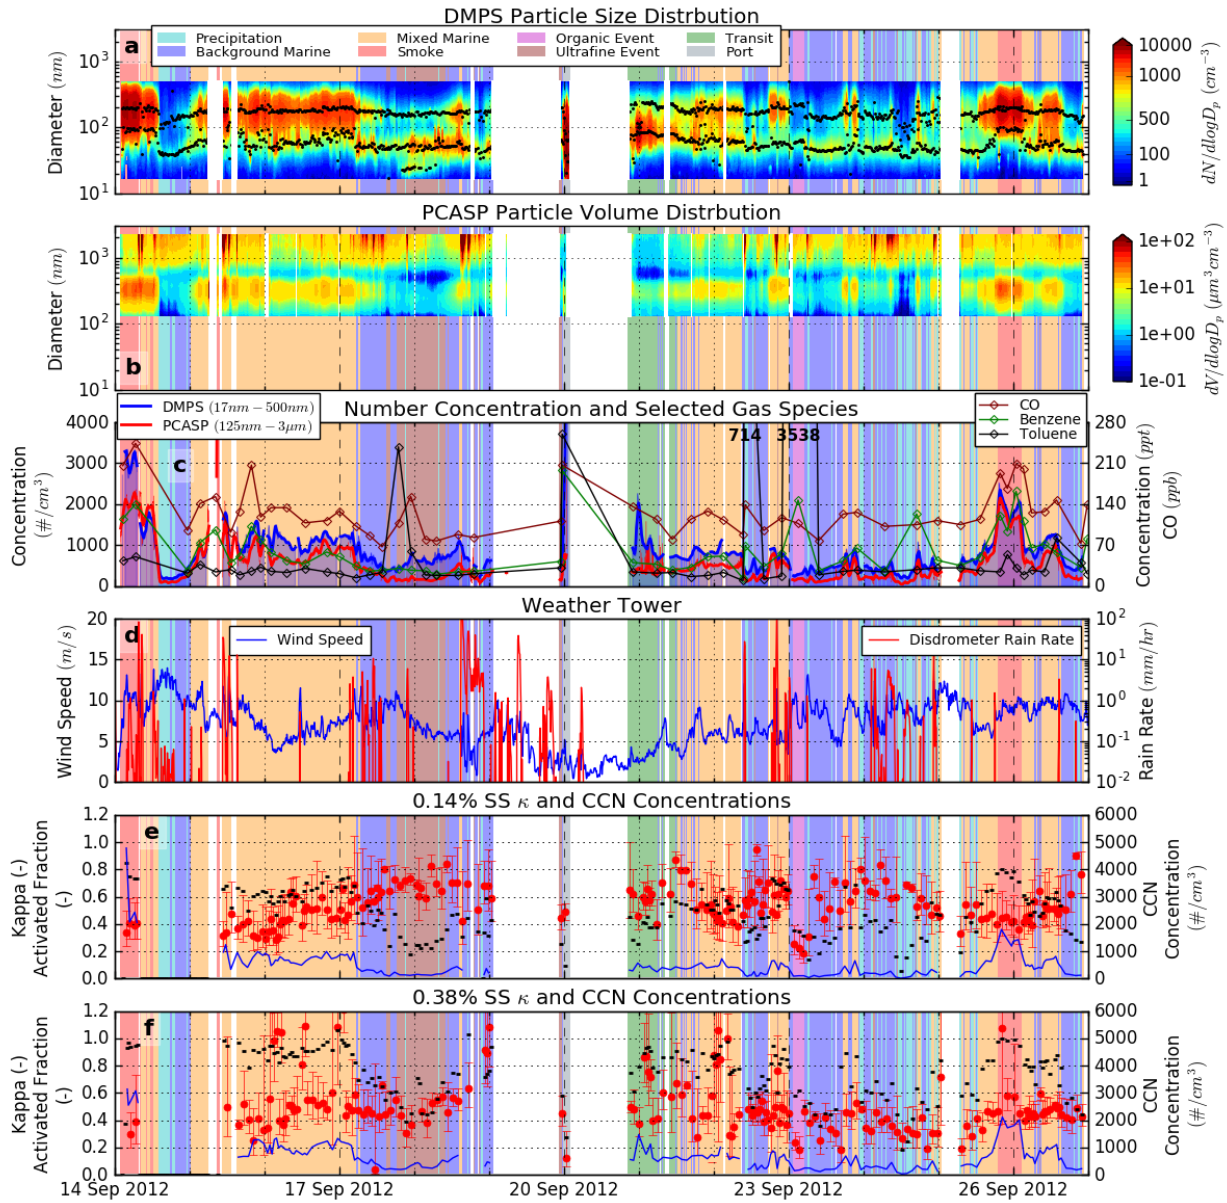 DMPS Particle Size Distrbution
a
Precipitation Mixed Marine Organic Event Transit
Background Marine Smoke Ultrafine Event Port
Diameter (nm)
10³
10²
10¹
10000
1000
500
100
1
dN/dlogDₚ (cm⁻³)
PCASP Particle Volume Distrbution
b
Diameter (nm)
10³
10²
10¹
1e+02
1e+01
1e+00
1e-01
dV/dlogDₚ (μm³cm⁻³)
Number Concentration and Selected Gas Species
DMPS (17nm − 500nm)
PCASP (125nm − 3μm)
CO
Benzene
Toluene
c
714 3538
Concentration
(#/cm³)
4000
3000
2000
1000
0
280
210
140
70
0
Concentration (ppt)
CO (ppb)
Weather Tower
d
Wind Speed
Disdrometer Rain Rate
Wind Speed (m/s)
20
15
10
5
0
10²
10¹
10⁰
10⁻¹
10⁻²
Rain Rate (mm/hr)
0.14% SS κ and CCN Concentrations
e
Kappa (-)
Activated Fraction
(-)
1.2
1.0
0.8
0.6
0.4
0.2
0.0
6000
5000
4000
3000
2000
1000
0
CCN
Concentration
(#/cm³)
0.38% SS κ and CCN Concentrations
f
Kappa (-)
Activated Fraction
(-)
1.2
1.0
0.8
0.6
0.4
0.2
0.0
6000
5000
4000
3000
2000
1000
0
CCN
Concentration
(#/cm³)
14 Sep 2012 17 Sep 2012 20 Sep 2012 23 Sep 2012 26 Sep 2012